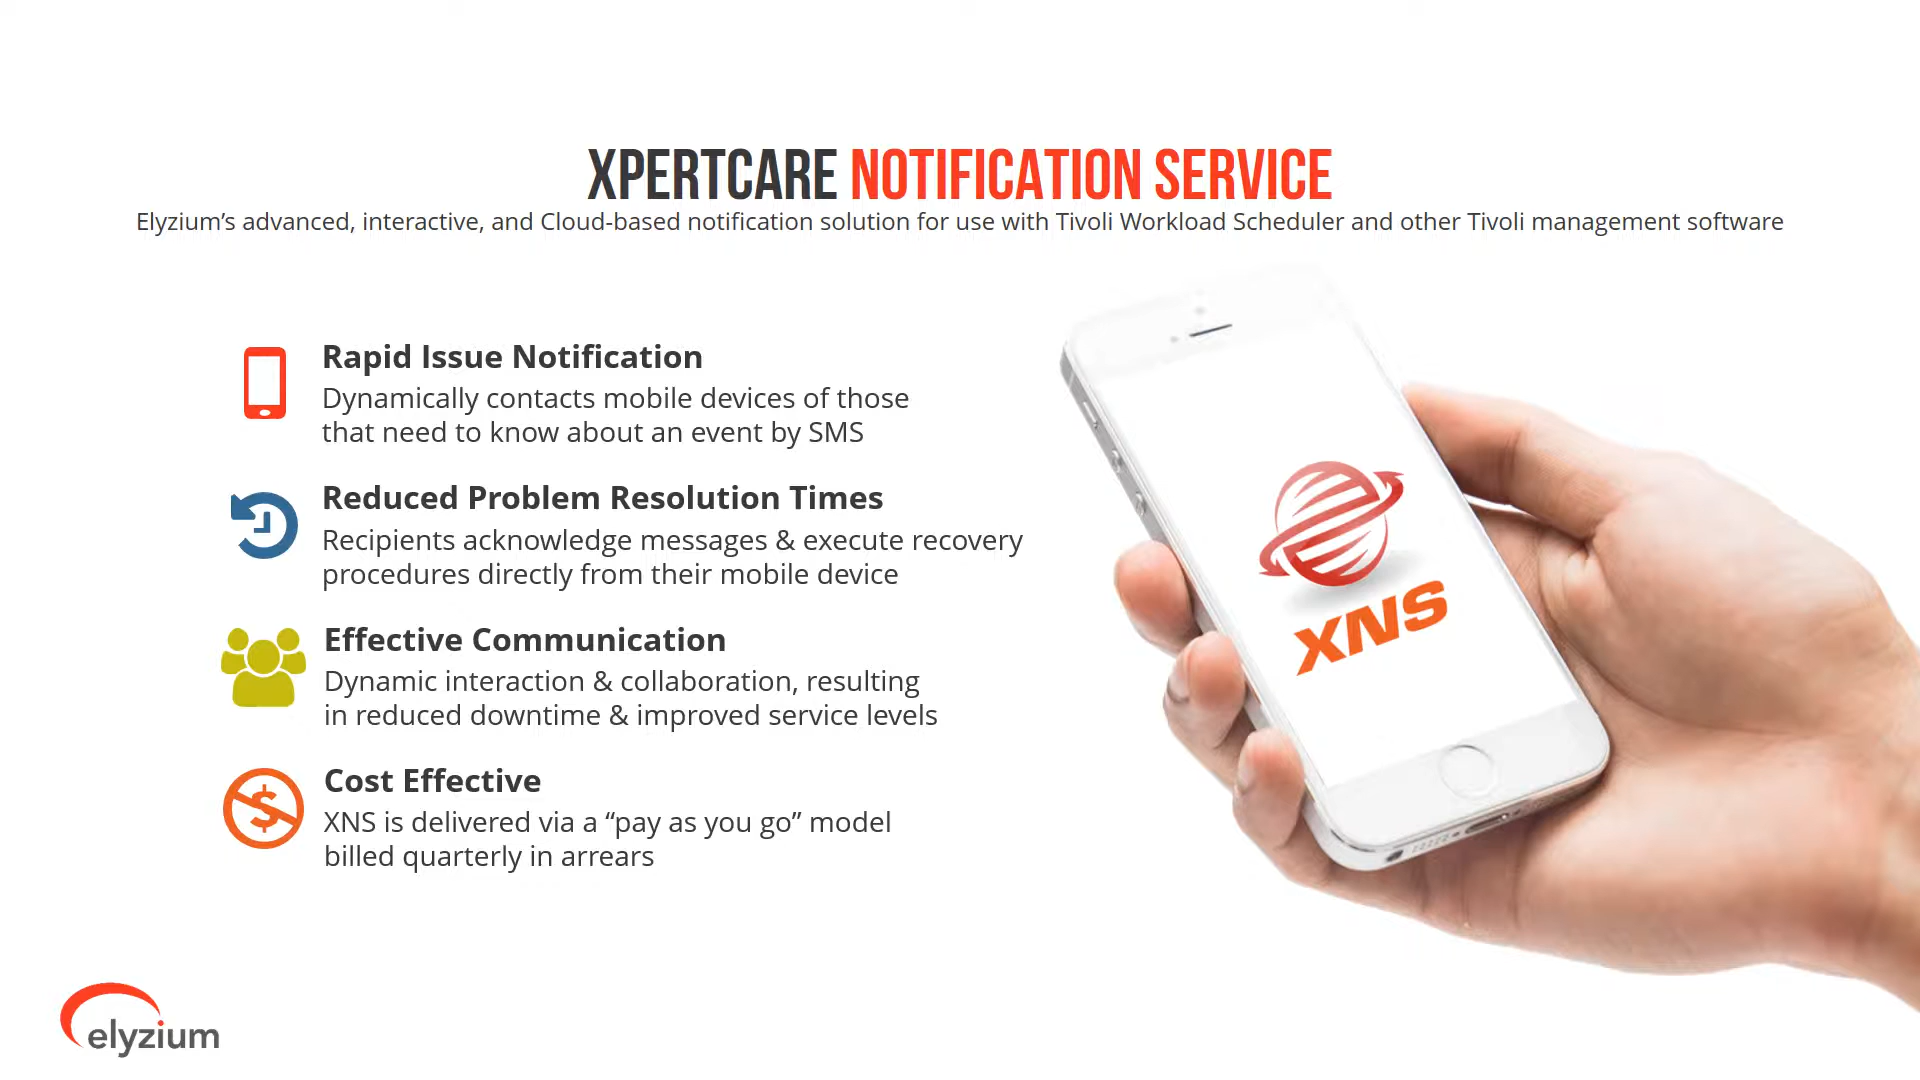 XPERTCARE NOTIFICATION SERVICE
Elyzium’s advanced, interactive, and Cloud-based notification solution for use with Tivoli Workload Scheduler and other Tivoli management software
Rapid Issue Notification
Dynamically contacts mobile devices of those
that need to know about an event by SMS
Reduced Problem Resolution Times
Recipients acknowledge messages & execute recovery
procedures directly from their mobile device
Effective Communication
Dynamic interaction & collaboration, resulting
in reduced downtime & improved service levels
Cost Effective
XNS is delivered via a “pay as you go” model
billed quarterly in arrears
XNS
elyzium